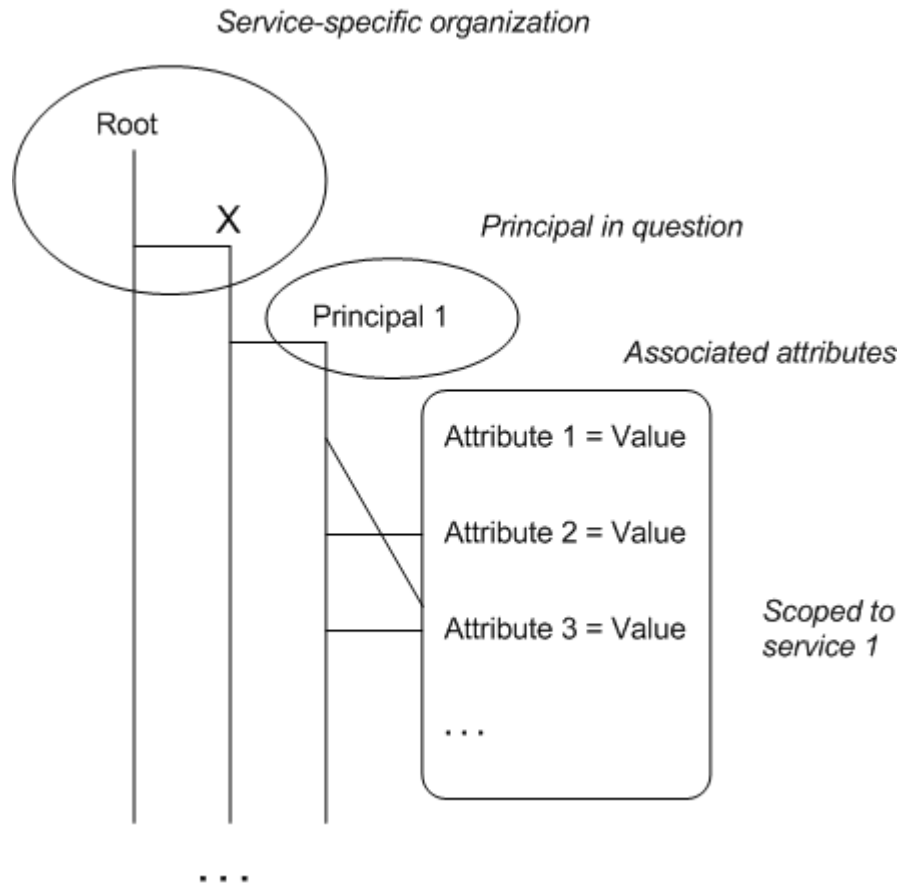 Service-specific organization
Root
X
Principal in question
Principal 1
Associated attributes
Attribute 1 = Value
Attribute 2 = Value
Attribute 3 = Value
Scoped to
service 1
. . .
. . .